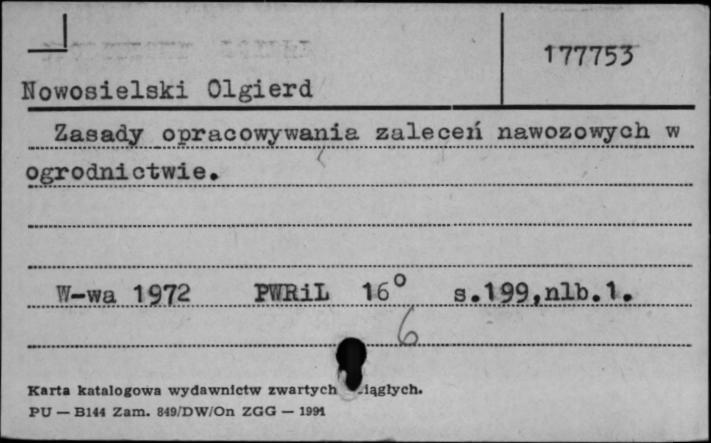 177753
Nowosielski Olgierd
Zasady opracowywania zaleceń nawozowych w
ogrodnictwie.
W-wa 1972 PWRiL 16° s.199,nlb.1.
6
Karta katalogowa wydawnictw zwartych
PU — B144 Zam. 849/DW/On ZGG — 1991